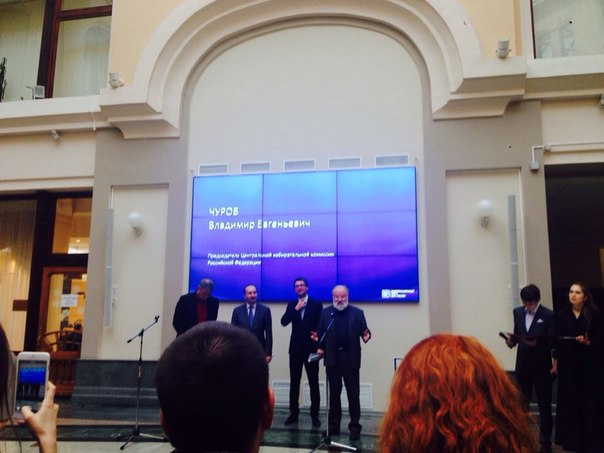 ЧУРОВ
Владимир Евгеньевич
Председатель Центральной избирательной комиссии
Российской Федерации